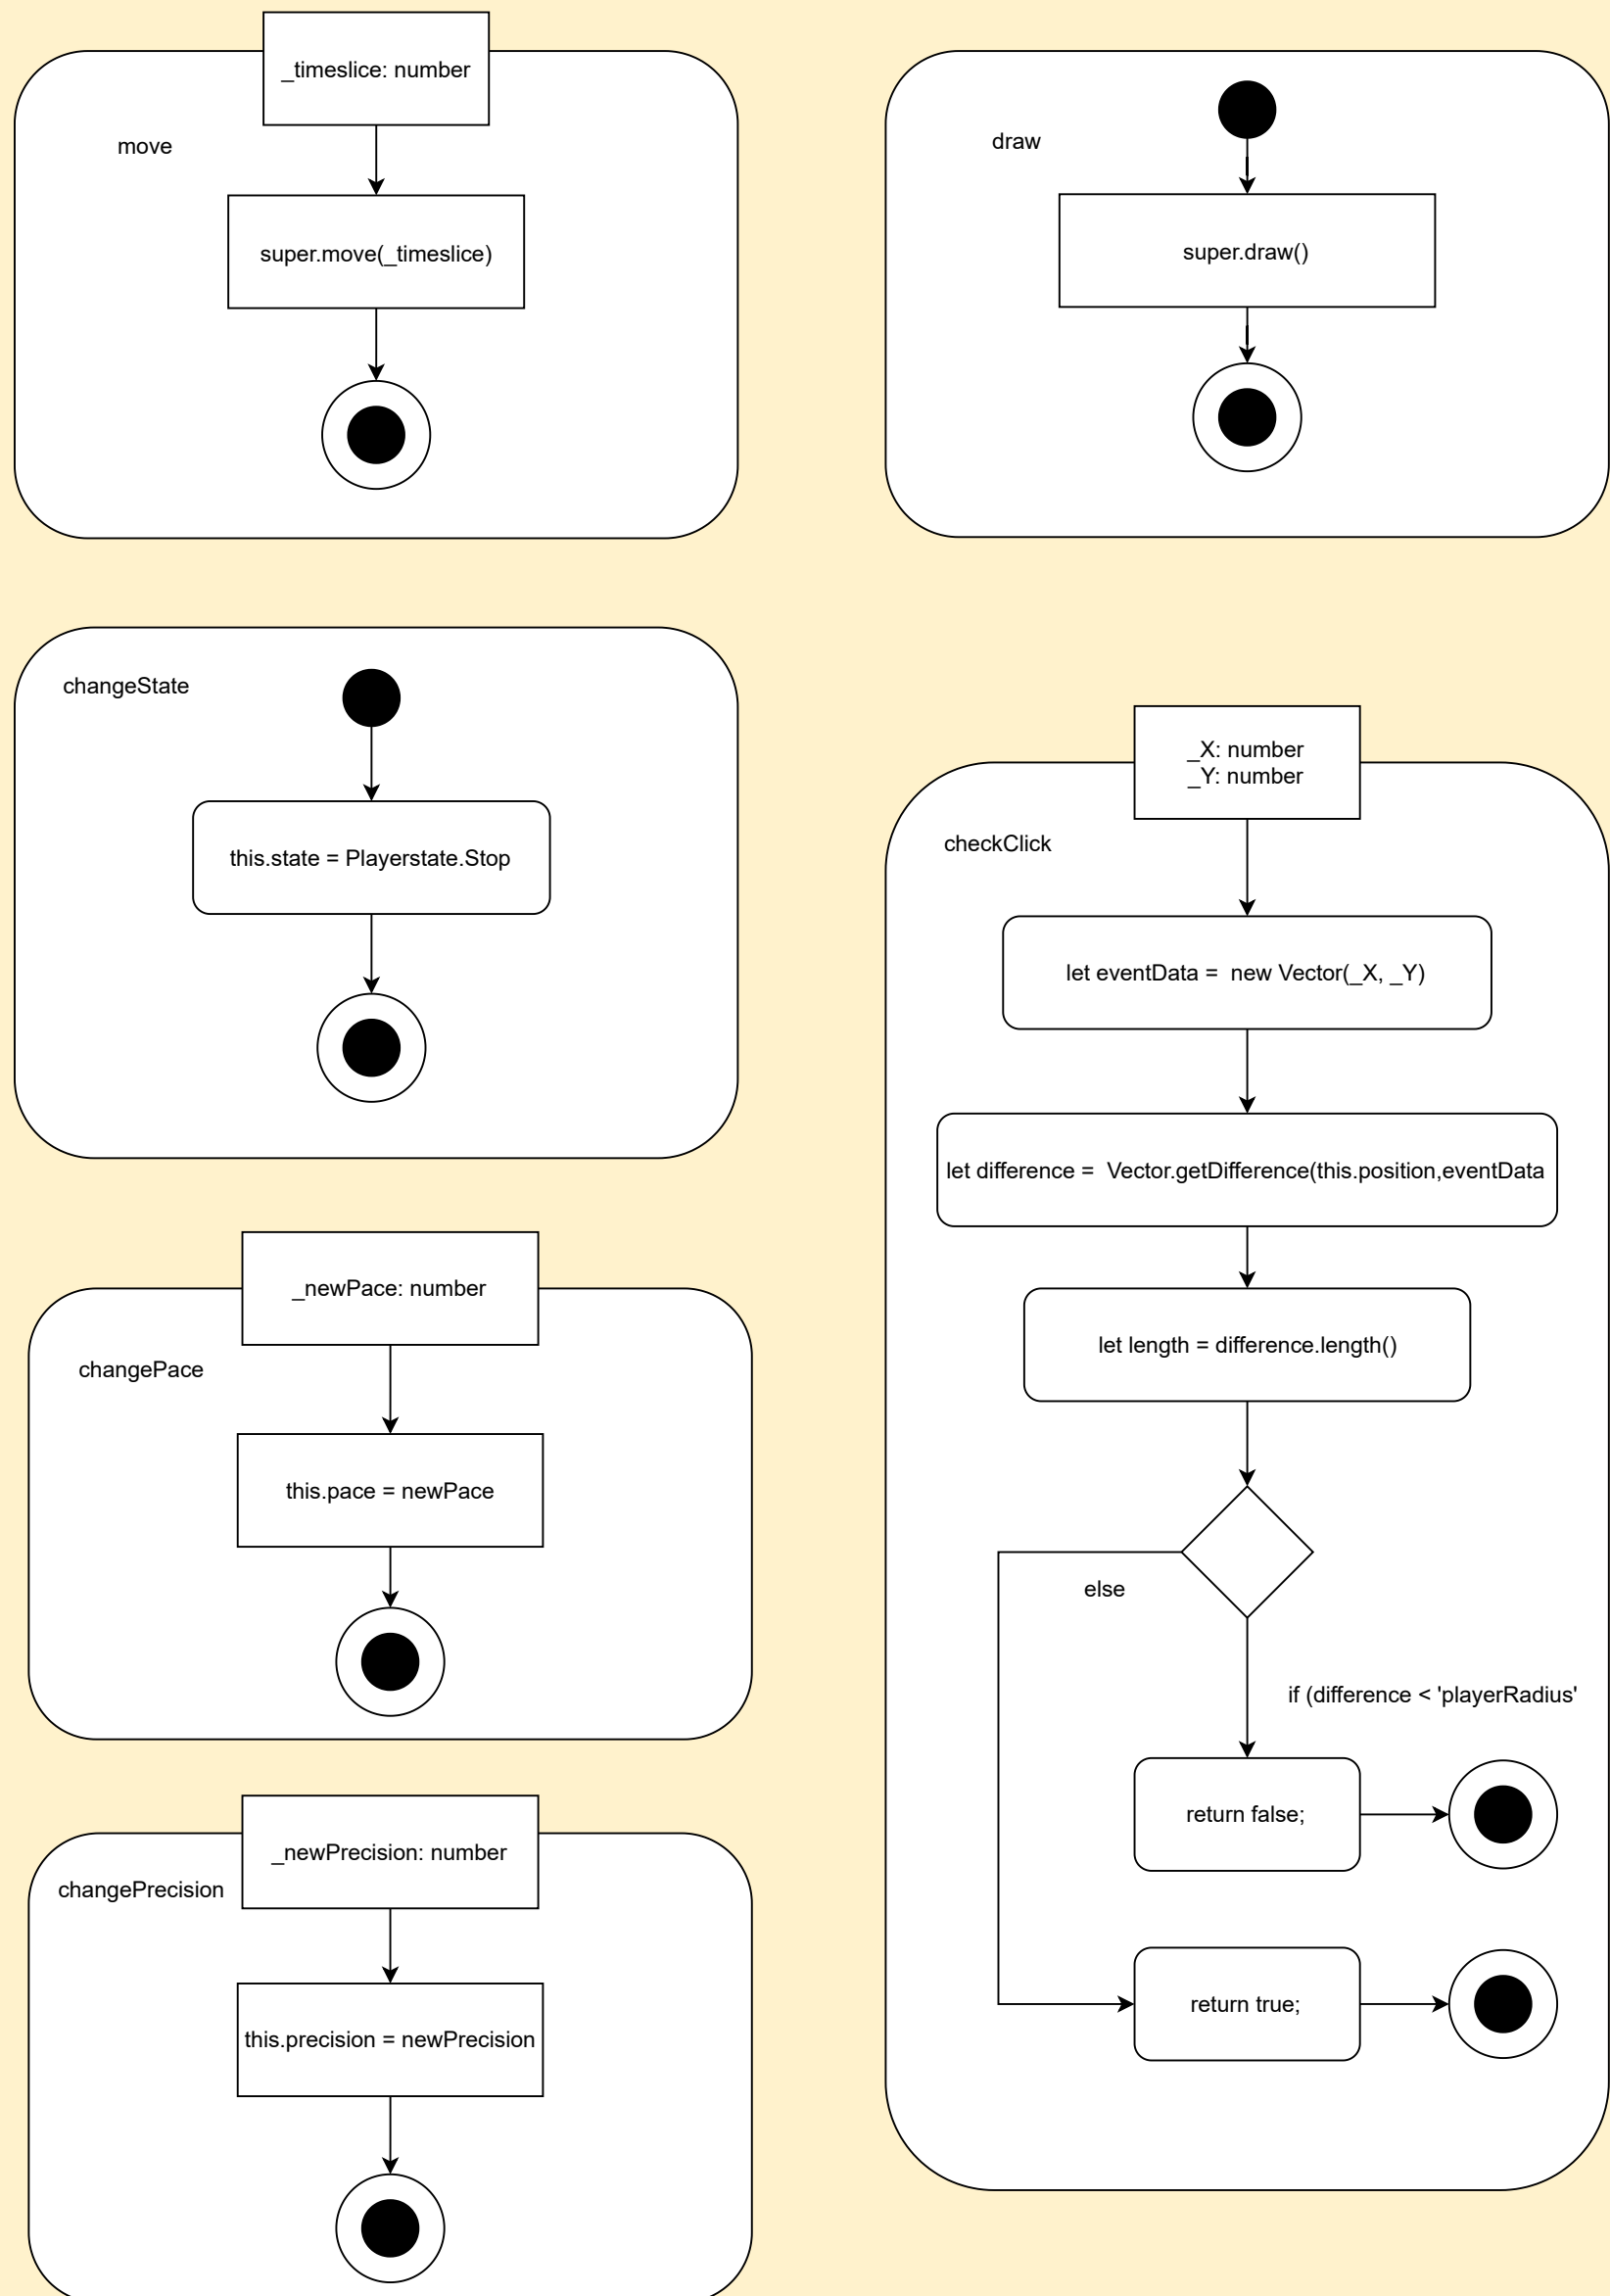 _timeslice: number
move
super.move(_timeslice)
draw
super.draw()
changeState
this.state = Playerstate.Stop
_X: number
_Y: number
checkClick
let eventData =  new Vector(_X, _Y)
let difference =  Vector.getDifference(this.position,eventData
let length = difference.length()
else
if (difference < 'playerRadius'
return false;
return true;
_newPace: number
changePace
this.pace = newPace
_newPrecision: number
changePrecision
this.precision = newPrecision